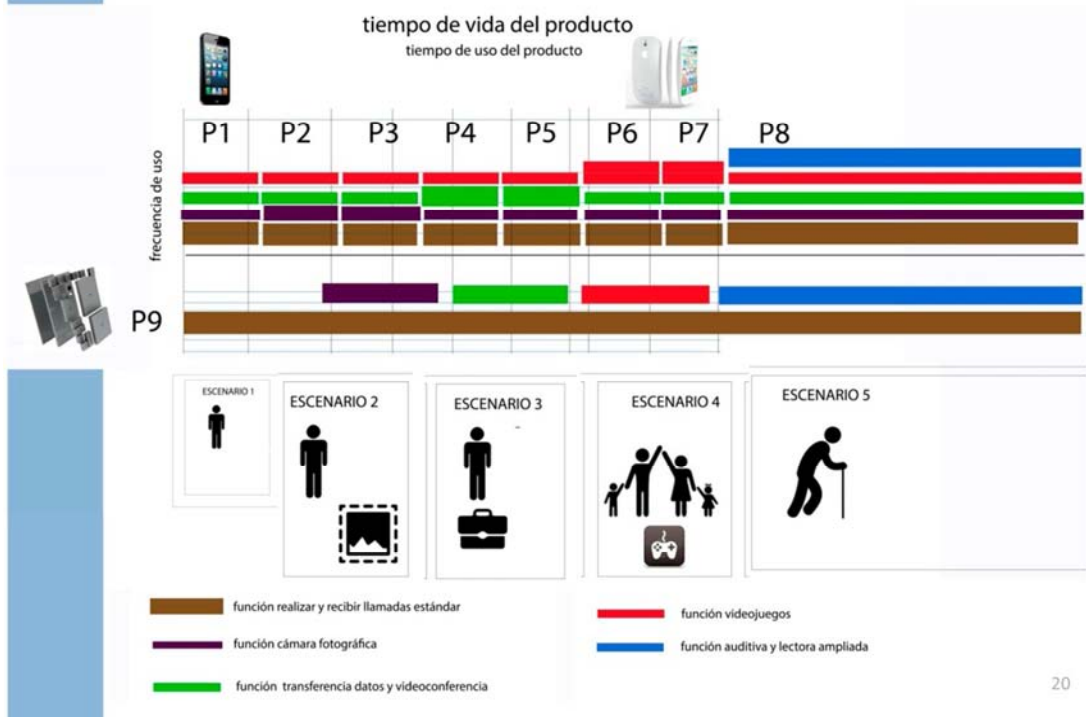 tiempo de vida del producto
tiempo de uso del producto
P1 P2 P3 P4 P5 P6 P7 P8
frecuencia de uso
P9
ESCENARIO 1
ESCENARIO 2
ESCENARIO 3
ESCENARIO 4
ESCENARIO 5
función realizar y recibir llamadas estándar
función cámara fotográfica
función transferencia datos y videoconferencia
función videojuegos
función auditiva y lectora ampliada
20